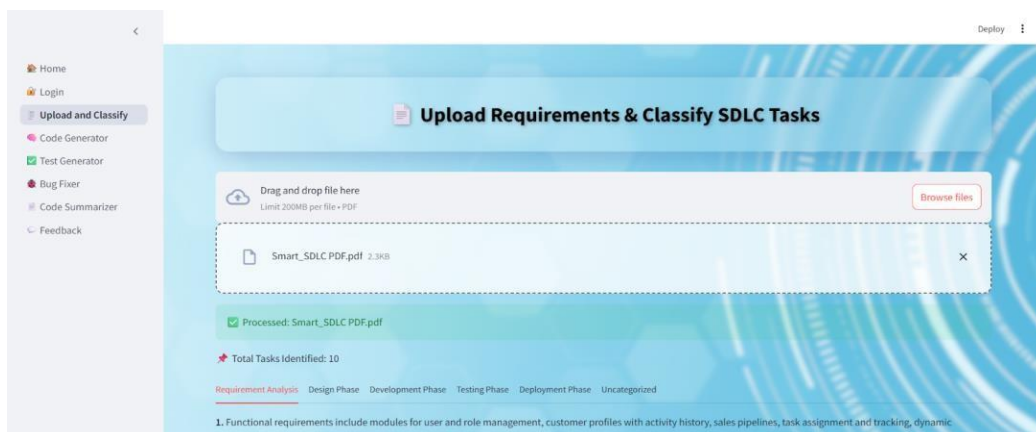 Deploy
Home
Login
Upload and Classify
Code Generator
Test Generator
Bug Fixer
Code Summarizer
Feedback
Upload Requirements & Classify SDLC Tasks
Drag and drop file here
Limit 200MB per file • PDF
Browse files
Smart_SDLC PDF.pdf 2.3KB
Processed: Smart_SDLC PDF.pdf
Total Tasks Identified: 10
Requirement Analysis Design Phase Development Phase Testing Phase Deployment Phase Uncategorized
1. Functional requirements include modules for user and role management, customer profiles with activity history, sales pipelines, task assignment and tracking, dynamic